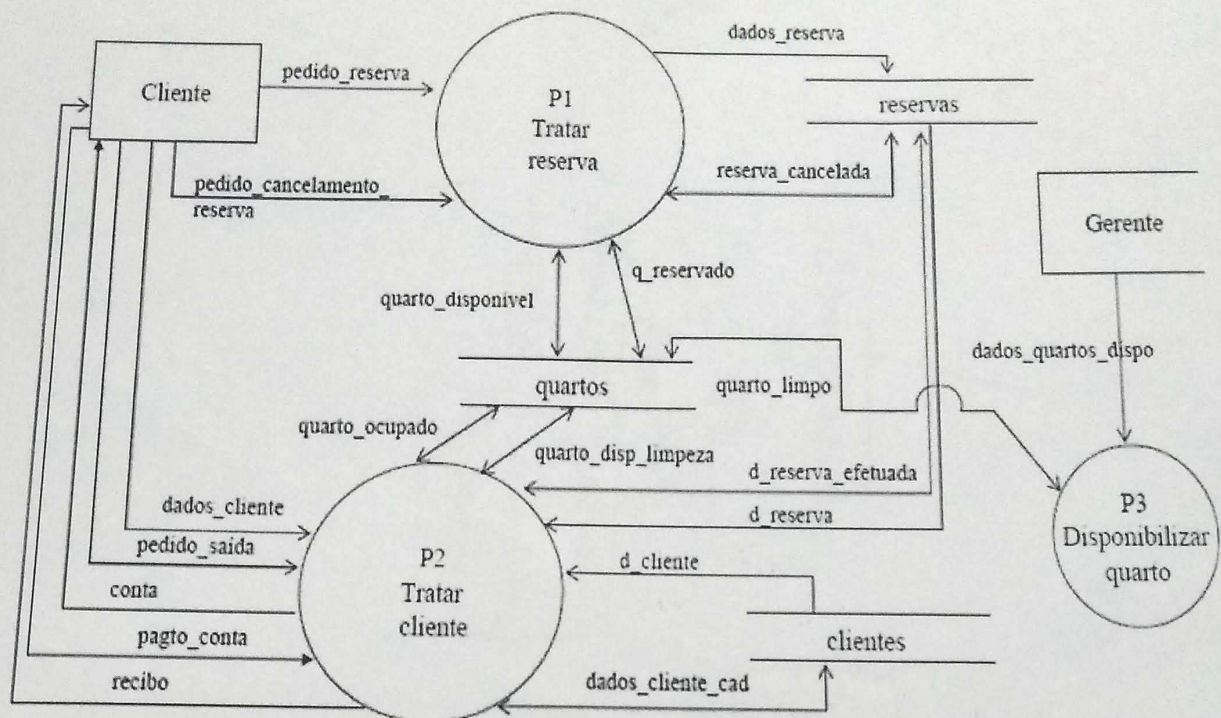 dados_reserva
Cliente
pedido_reserva
P1
Tratar
reserva
reservas
pedido_cancelamento_
reserva
reserva_cancelada
Gerente
q_reservado
quarto_disponível
dados_quartos_dispo
quartos
quarto_limpo
quarto_ocupado
quarto_disp_limpeza
d_reserva_efetuada
dados_cliente
d_reserva
P3
Disponibilizar
quarto
pedido_saida
P2
Tratar
cliente
d_cliente
conta
pagto_conta
clientes
recibo
dados_cliente_cad